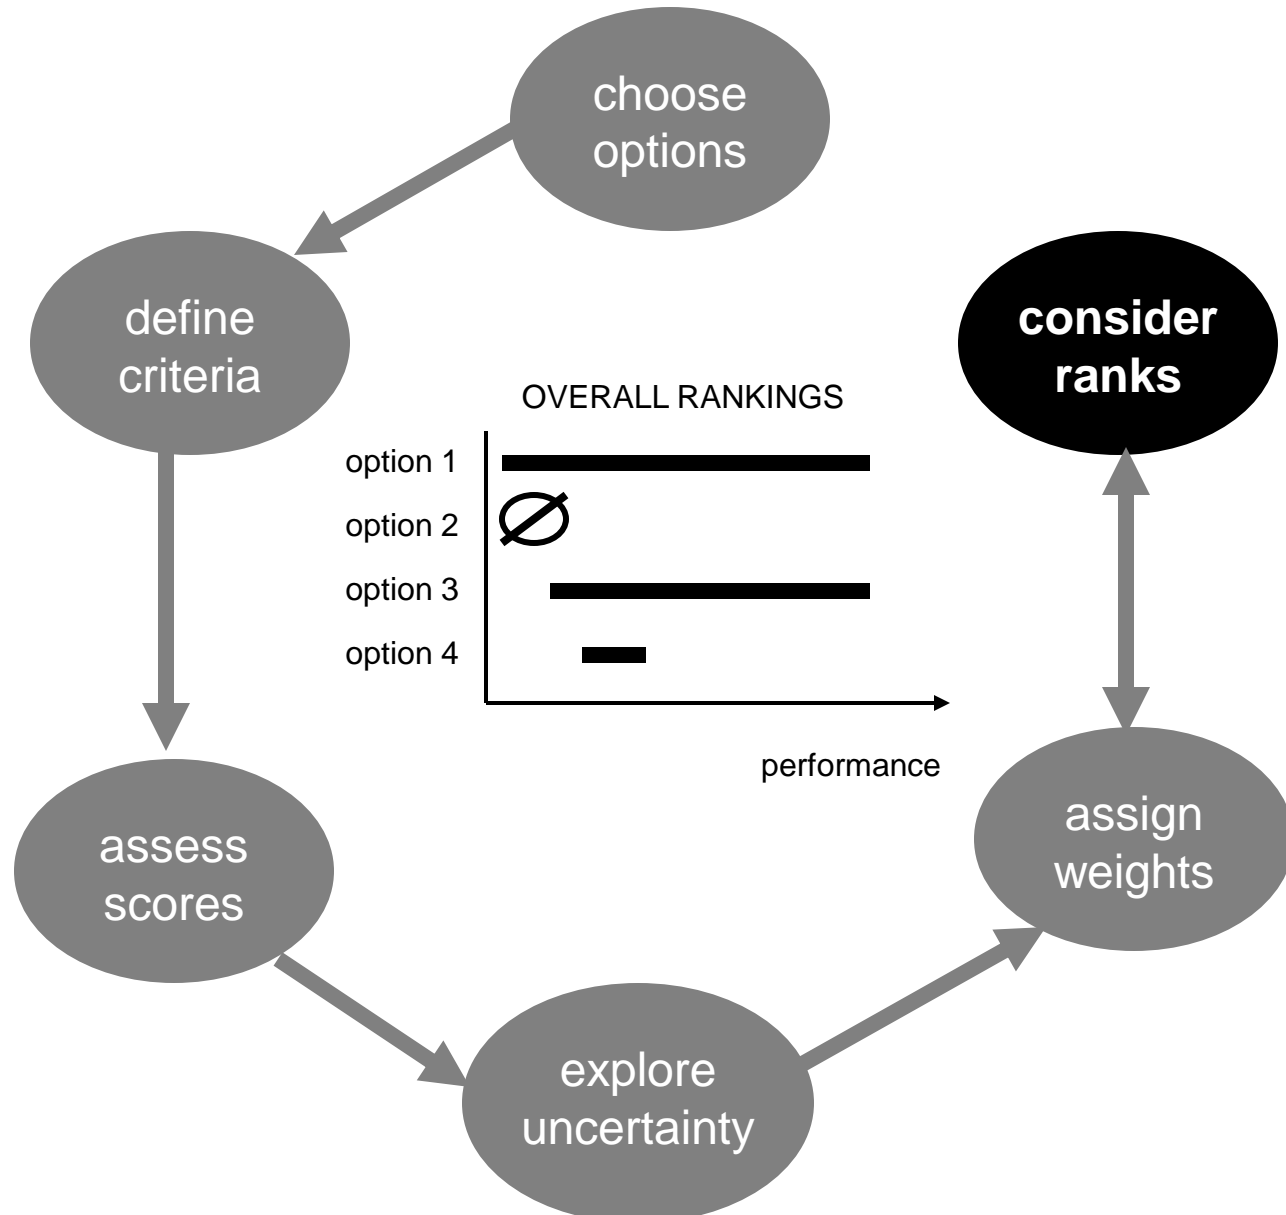 choose
options
define
criteria
consider
ranks
OVERALL RANKINGS
option 1
option 2
option 3
option 4
performance
assess
scores
assign
weights
explore
uncertainty